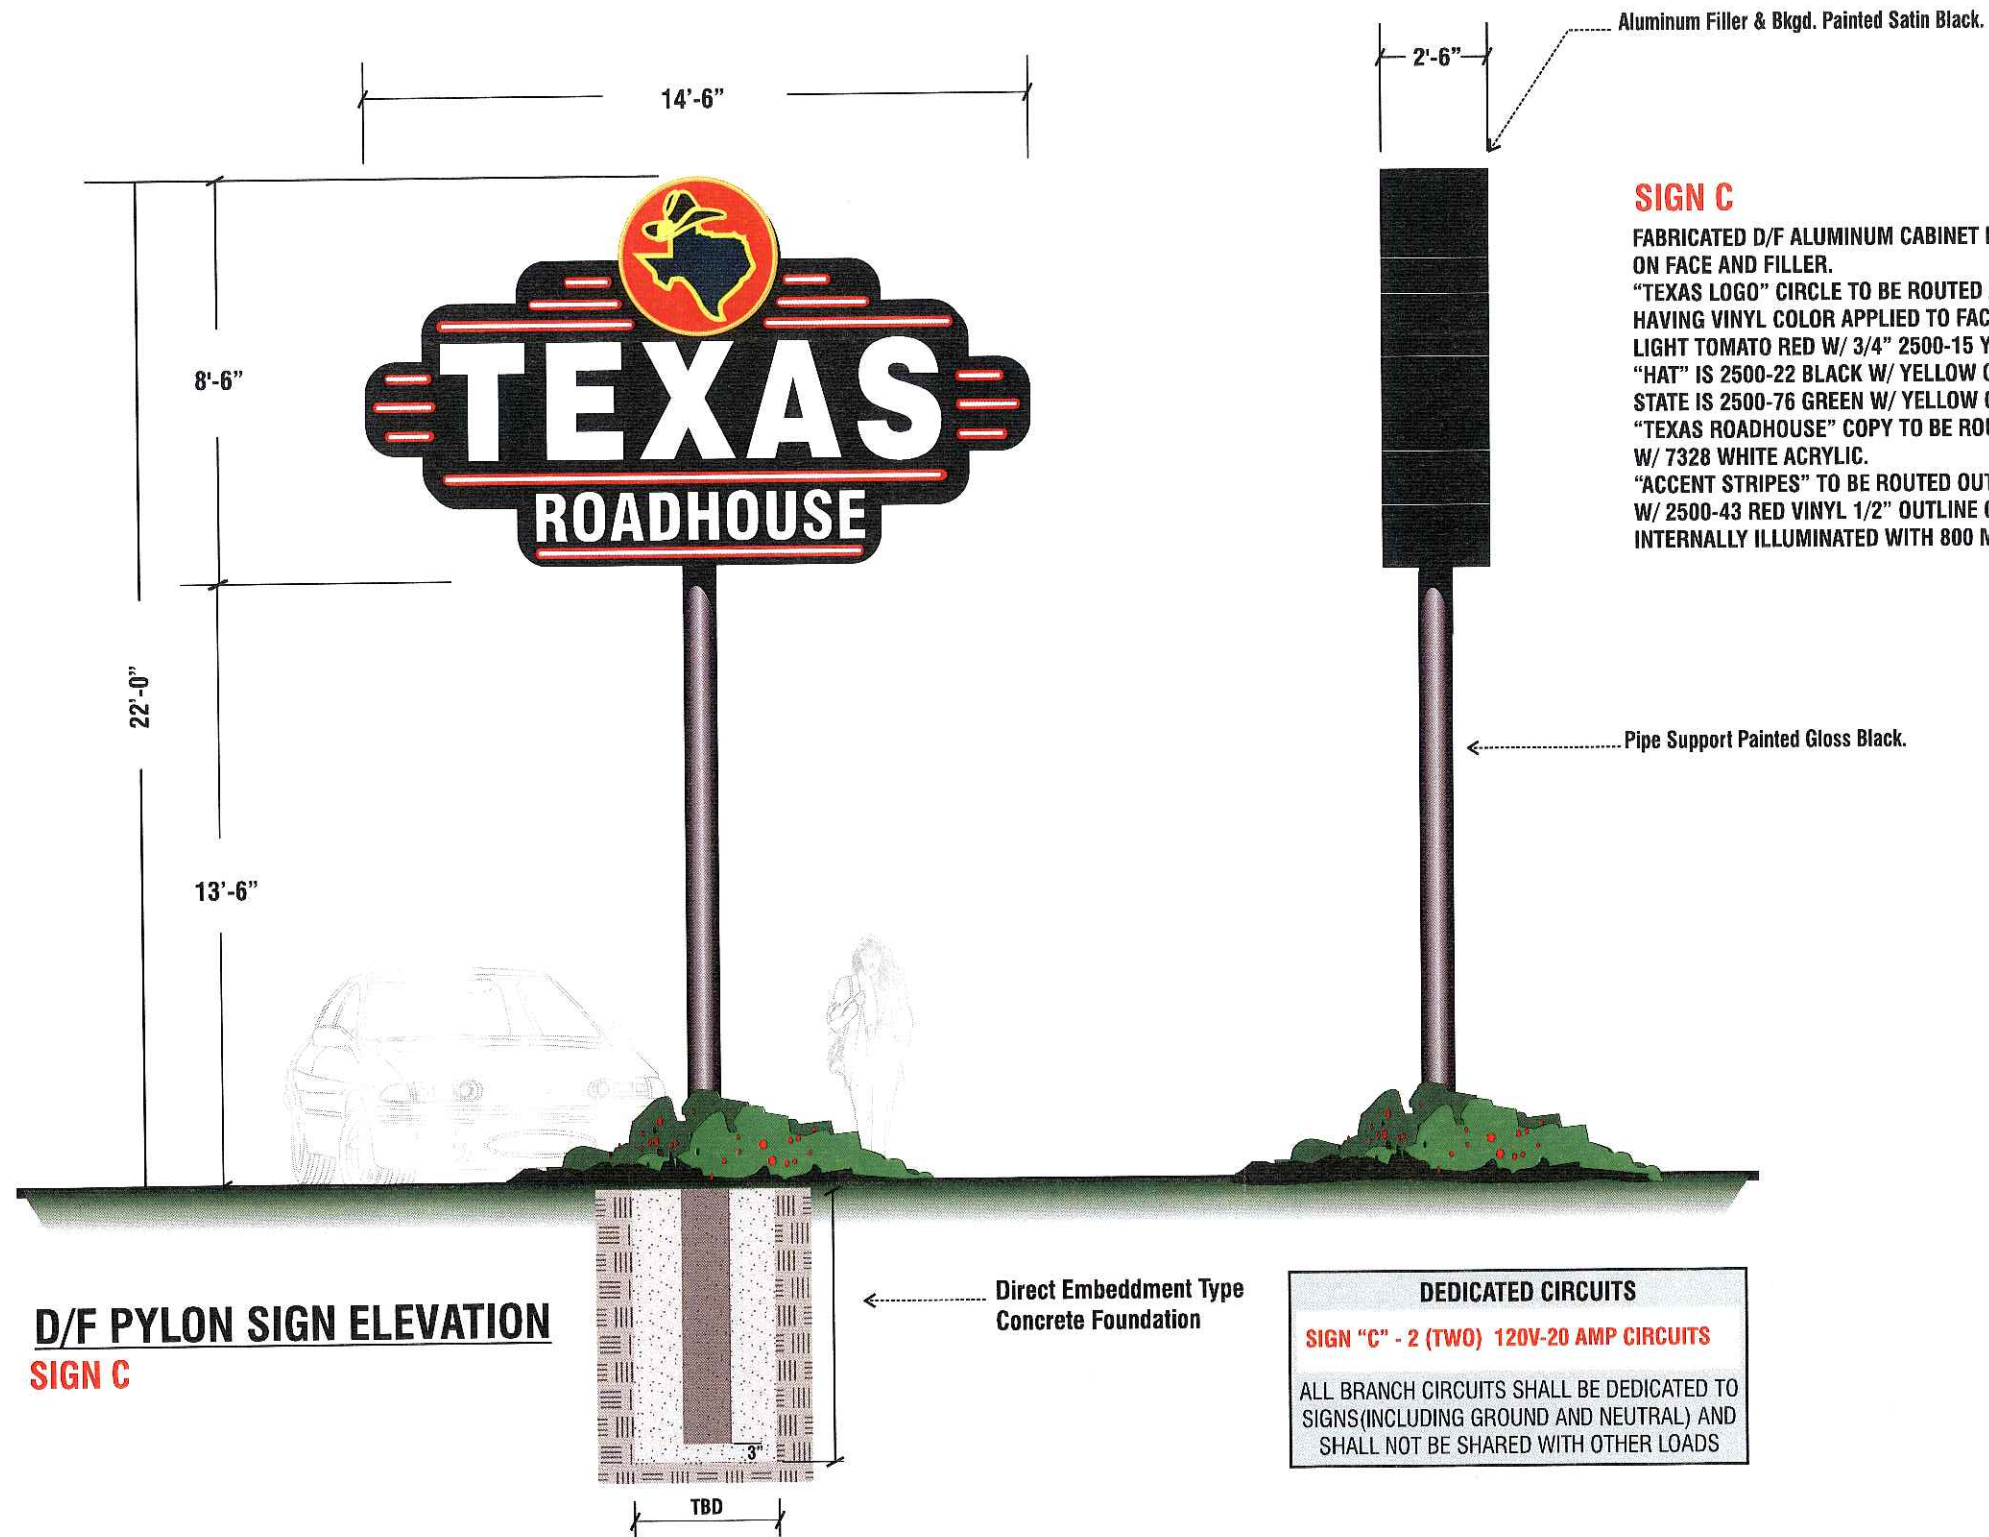 Aluminum Filler & Bkgd. Painted Satin Black.
2'-6"
14'-6"
SIGN C
FABRICATED D/F ALUMINUM CABINET
ON FACE AND FILLER.
"TEXAS LOGO" CIRCLE TO BE ROUTED
HAVING VINYL COLOR APPLIED TO
LIGHT TOMATO RED W/ 3/4" 2500-15
"HAT" IS 2500-22 BLACK W/ YELLOW
STATE IS 2500-76 GREEN W/ YELLOW
"TEXAS ROADHOUSE" COPY TO BE
W/ 7328 WHITE ACRYLIC.
"ACCENT STRIPES" TO BE ROUTED OUT
W/ 2500-43 RED VINYL 1/2" OUTLINE
INTERNALLY ILLUMINATED WITH 800
8'-6"
TEXAS
ROADHOUSE
22'-0"
Pipe Support Painted Gloss Black.
13'-6"
Direct Embeddment Type
Concrete Foundation
D/F PYLON SIGN ELEVATION
SIGN C
3"
TBD
DEDICATED CIRCUITS
SIGN "C" - 2 (TWO) 120V-20 AMP CIRCUITS
ALL BRANCH CIRCUITS SHALL BE DEDICATED TO
SIGNS(INCLUDING GROUND AND NEUTRAL) AND
SHALL NOT BE SHARED WITH OTHER LOADS